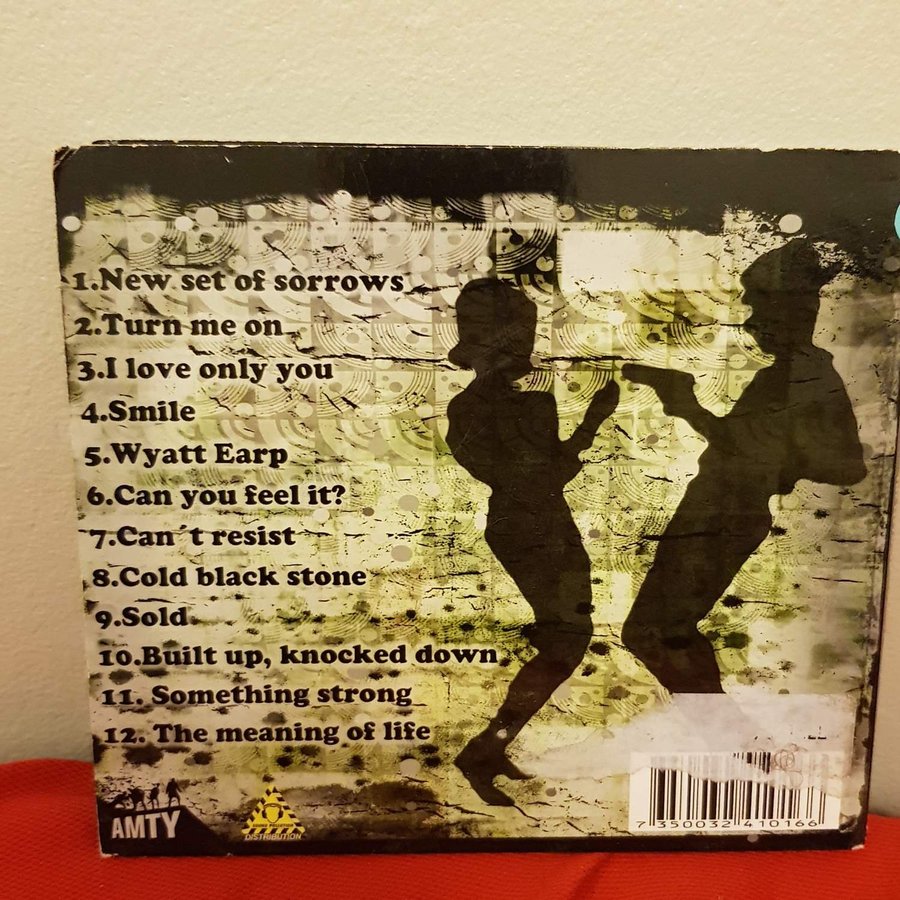 1.New set of sorrows
2.Turn me on
3.I love only you
4.Smile
5.Wyatt Earp
6.Can you feel it?
7.Can´t resist
8.Cold black stone
9.Sold
10.Built up, knocked down
11. Something strong
12. The meaning of life
AMTY
DISTRIBUTION
7 350032 410166